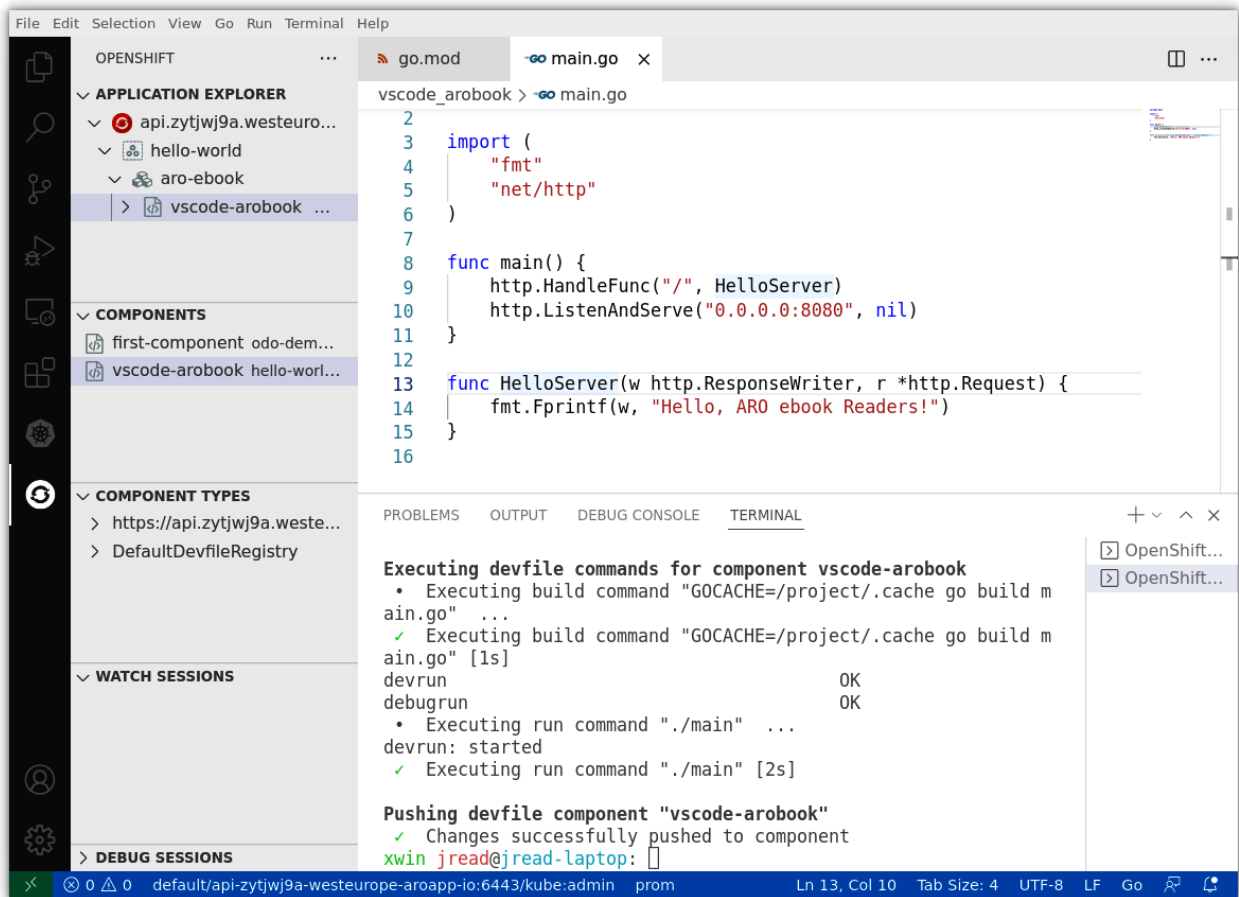 File Edit Selection View Go Run Terminal Help
OPENSHIFT ...
APPLICATION EXPLORER
api.zytjwj9a.westeuro...
hello-world
aro-ebook
vscode-arobook ...
COMPONENTS
first-component odo-dem...
vscode-arobook hello-worl...
COMPONENT TYPES
https://api.zytjwj9a.weste...
DefaultDevfileRegistry
WATCH SESSIONS
DEBUG SESSIONS
go.mod
GO main.go
vscode_arobook > GO main.go
2
3 import (
4 "fmt"
5 "net/http"
6 )
7
8 func main() {
9 http.HandleFunc("/", HelloServer)
10 http.ListenAndServe("0.0.0.0:8080", nil)
11 }
12
13 func HelloServer(w http.ResponseWriter, r *http.Request) {
14 fmt.Fprintf(w, "Hello, ARO ebook Readers!")
15 }
16
PROBLEMS OUTPUT DEBUG CONSOLE TERMINAL
Executing devfile commands for component vscode-arobook
• Executing build command "GOCACHE=/project/.cache go build m
ain.go" ...
✓ Executing build command "GOCACHE=/project/.cache go build m
ain.go" [1s]
devrun OK
debugrun OK
• Executing run command "./main" ...
devrun: started
✓ Executing run command "./main" [2s]
Pushing devfile component "vscode-arobook"
✓ Changes successfully pushed to component
xwin jread@jread-laptop:
OpenShift...
OpenShift...
0 0 default/api-zytjwj9a-westeurope-aroapp-io:6443/kube:admin prom Ln 13, Col 10 Tab Size: 4 UTF-8 LF Go